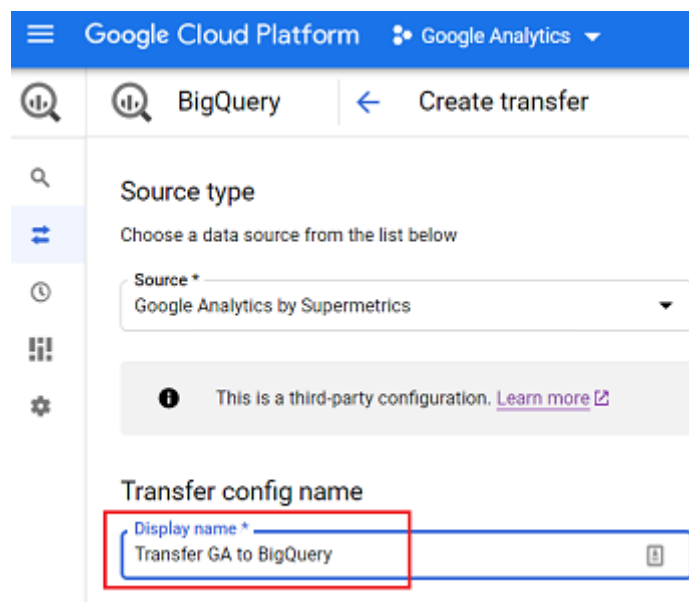 Google Cloud Platform Google Analytics
BigQuery Create transfer
Source type
Choose a data source from the list below
Source *
Google Analytics by Supermetrics
This is a third-party configuration. Learn more
Transfer config name
Display name *
Transfer GA to BigQuery